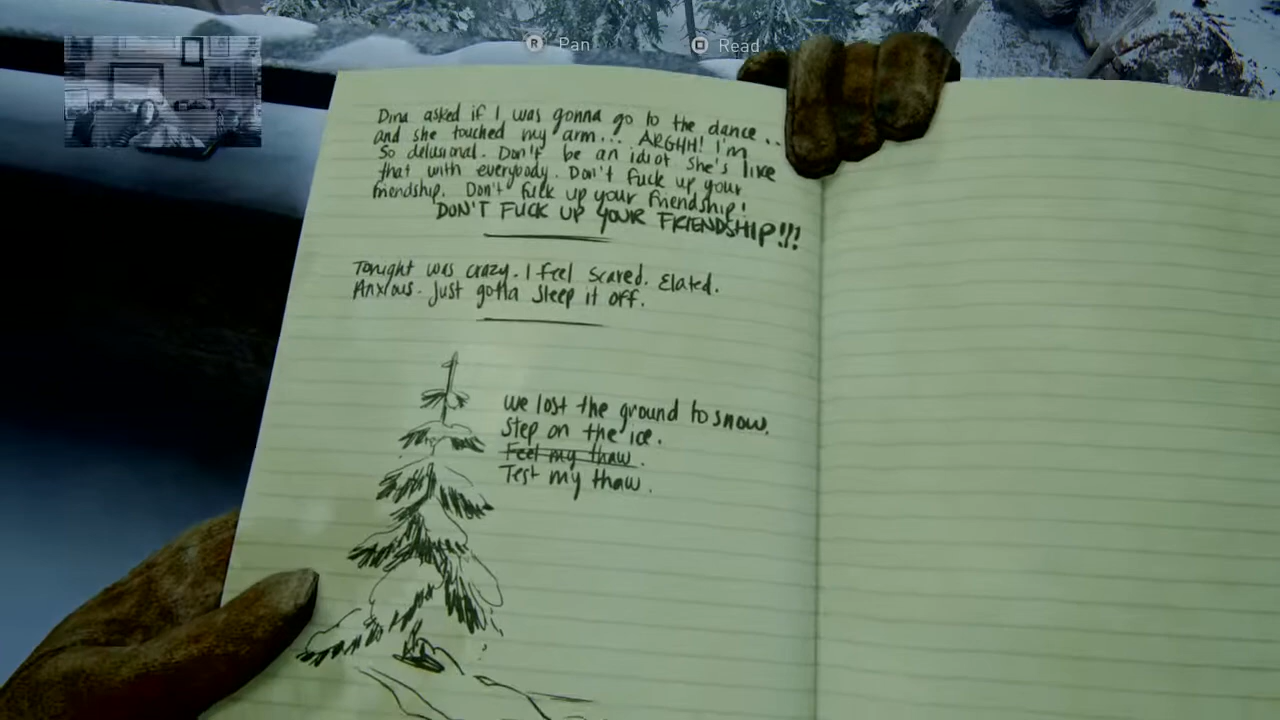 R Pan
Read
Dina asked if I was gonna go to the dance..
and she touched my arm... ARGHH! I'm
so delusional. Don't be an idiot. She's like
that with everybody. Don't fuck up your
friendship. Don't fuck up your friendship!
DON'T FUCK UP YOUR FRIENDSHIP!!!
Tonight was crazy. I feel scared. Elated.
Anxious. Just gotta sleep it off.
We lost the ground to snow.
Step on the ice.
Feel my thaw.
Test my thaw.